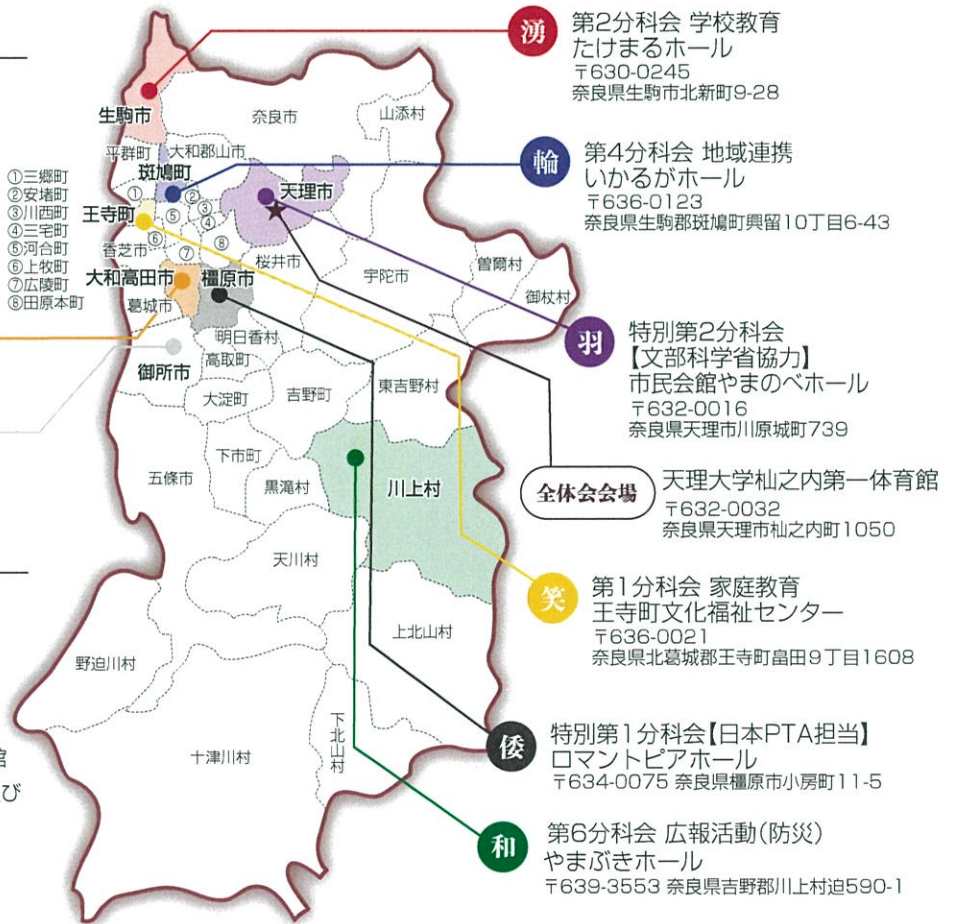 湧
第2分科会 学校教育
たけまるホール
〒630-0245
奈良県生駒市北新町9-28
輪
第4分科会 地域連携
いかるがホール
〒636-0123
奈良県生駒郡斑鳩町興留10丁目6-43
羽
特別第2分科会
【文部科学省協力】
市民会館やまのべホール
〒632-0016
奈良県天理市川原城町739
全体会会場
天理大学杣之内第一体育館
〒632-0032
奈良県天理市杣之内町1050
笑
第1分科会 家庭教育
王寺町文化福祉センター
〒636-0021
奈良県北葛城郡王寺町畠田9丁目1608
倭
特別第1分科会【日本PTA担当】
ロマントピアホール
〒634-0075 奈良県橿原市小房町11-5
和
第6分科会 広報活動(防災)
やまぶきホール
〒639-3553 奈良県吉野郡川上村迫590-1
①三郷町
②安堵町
③川西町
④三宅町
⑤河合町
⑥上牧町
⑦広陵町
⑧田原本町
生駒市
奈良市
山添村
平群町
大和郡山市
斑鳩町
天理市
①
②
③
④
⑤
⑥
⑦
⑧
王寺町
香芝市
桜井市
宇陀市
曽爾村
御杖村
大和高田市
橿原市
葛城市
明日香村
高取町
御所市
大淀町
吉野町
東吉野村
下市町
五條市
黒滝村
川上村
天川村
上北山村
野迫川村
下北山村
十津川村
館
び